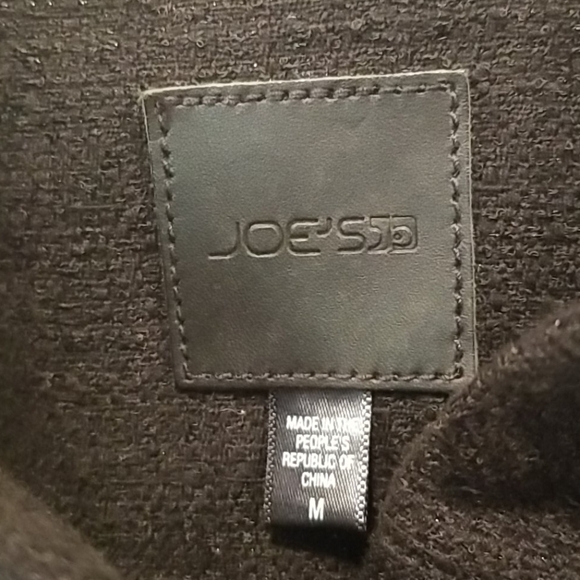 JOE'S
MADE IN THE
PEOPLE'S
REPUBLIC OF
CHINA
M